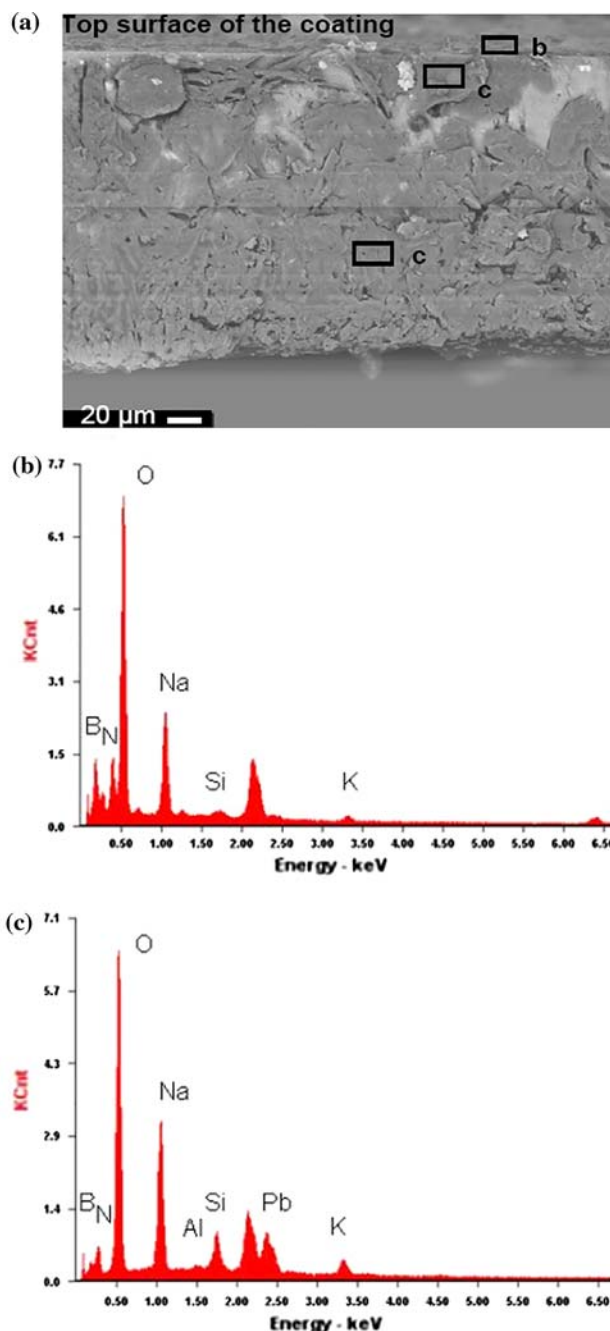 (a)
Top surface of the coating
b
c
c
20 µm
(b)
7.7
6.1
4.6
3.1
1.5
0.0
KCnt
O
B N
Na
Si
K
0.50 1.00 1.50 2.00 2.50 3.00 3.50 4.00 4.50 5.00 5.50 6.00 6.50
Energy - keV
(c)
7.1
5.7
4.3
2.9
1.4
0.0
KCnt
O
B N
Na
Al
Si
Pb
K
0.50 1.00 1.50 2.00 2.50 3.00 3.50 4.00 4.50 5.00 5.50 6.00 6.50
Energy - keV